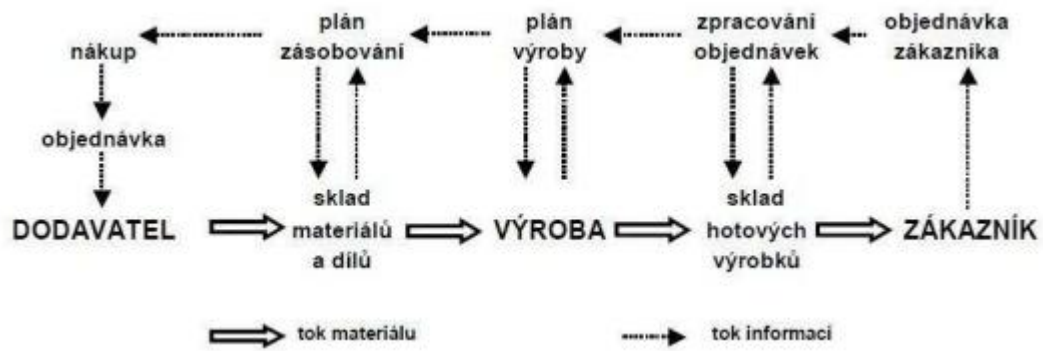 nákup
plán
zásobování
plán
výroby
zpracování
objednávek
objednávka
zákazníka
objednávka
DODAVATEL
sklad
materiálů
a dílů
VÝROBA
sklad
hotových
výrobků
ZÁKAZNÍK
tok materiálu
tok informací